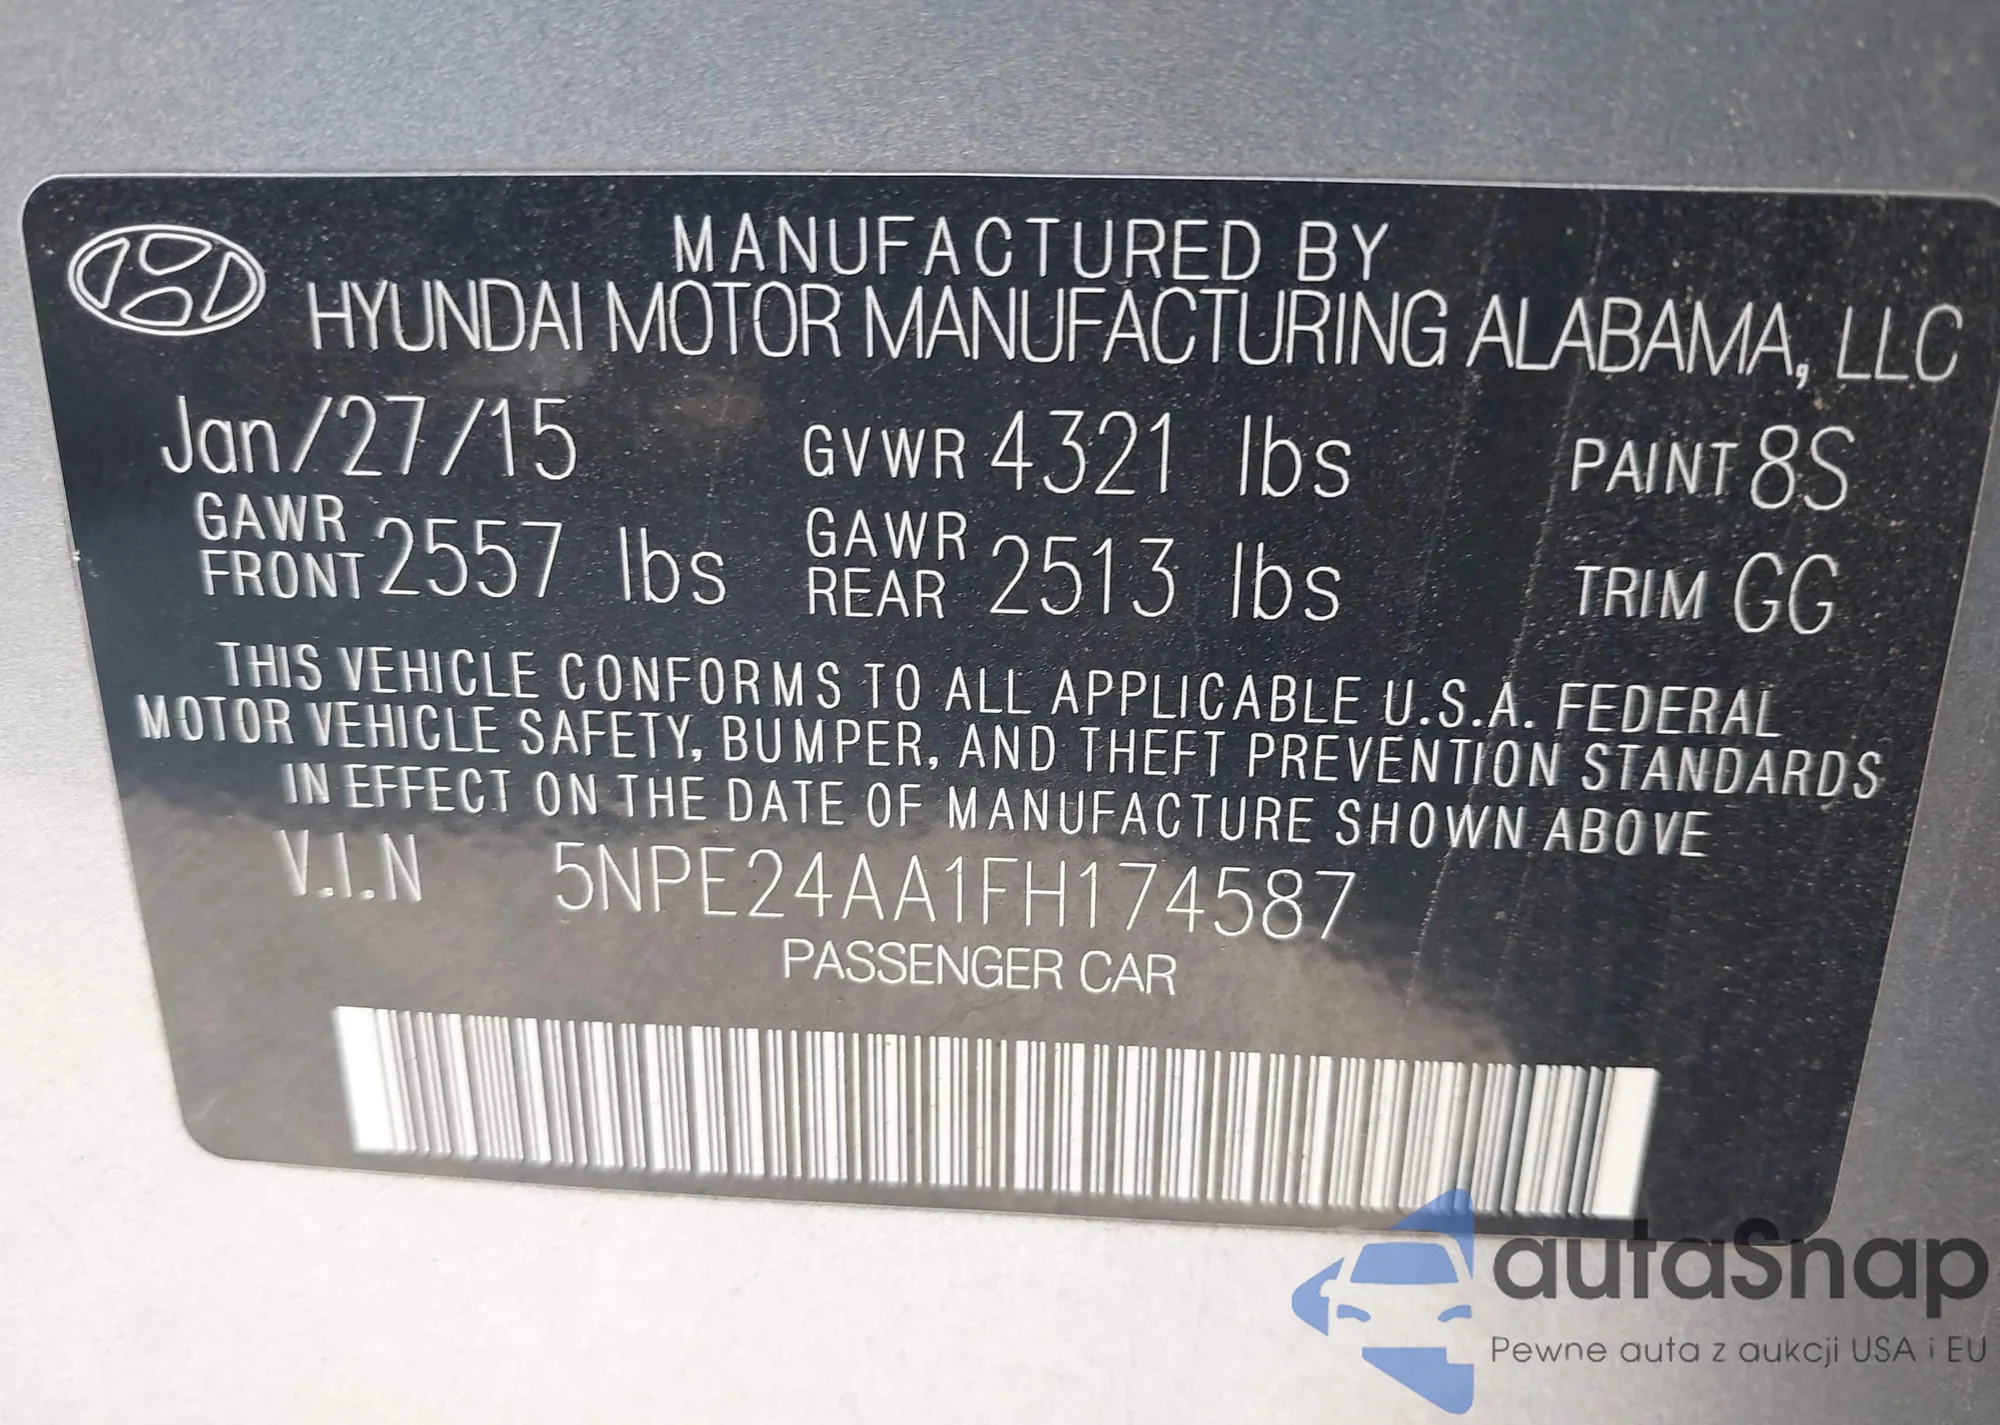 MANUFACTURED BY
HYUNDAI MOTOR MANUFACTURING ALABAMA, LLC
Jan/27/15 GVWR 4321 lbs PAINT 8S
GAWR FRONT 2557 lbs GAWR REAR 2513 lbs TRIM GG
THIS VEHICLE CONFORMS TO ALL APPLICABLE U.S.A. FEDERAL
MOTOR VEHICLE SAFETY, BUMPER, AND THEFT PREVENTION STANDARDS
IN EFFECT ON THE DATE OF MANUFACTURE SHOWN ABOVE
V.I.N 5NPE24AA1FH174587
PASSENGER CAR
autaSnap
Pewne auta z aukcji USA i EU